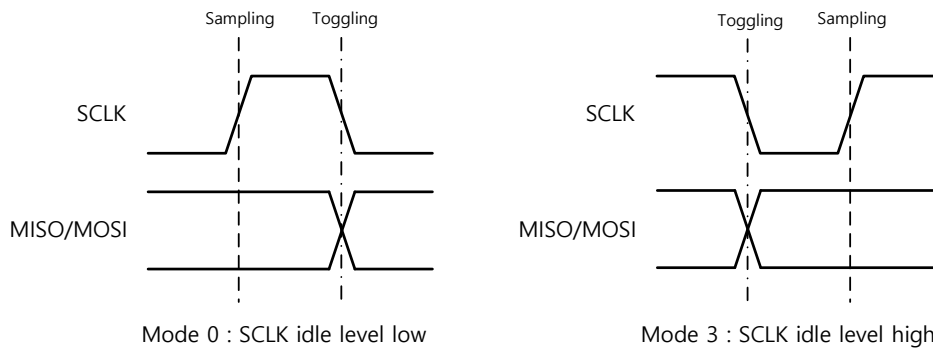 Sampling Toggling
SCLK
MISO/MOSI
Mode 0 : SCLK idle level low
Toggling Sampling
SCLK
MISO/MOSI
Mode 3 : SCLK idle level high